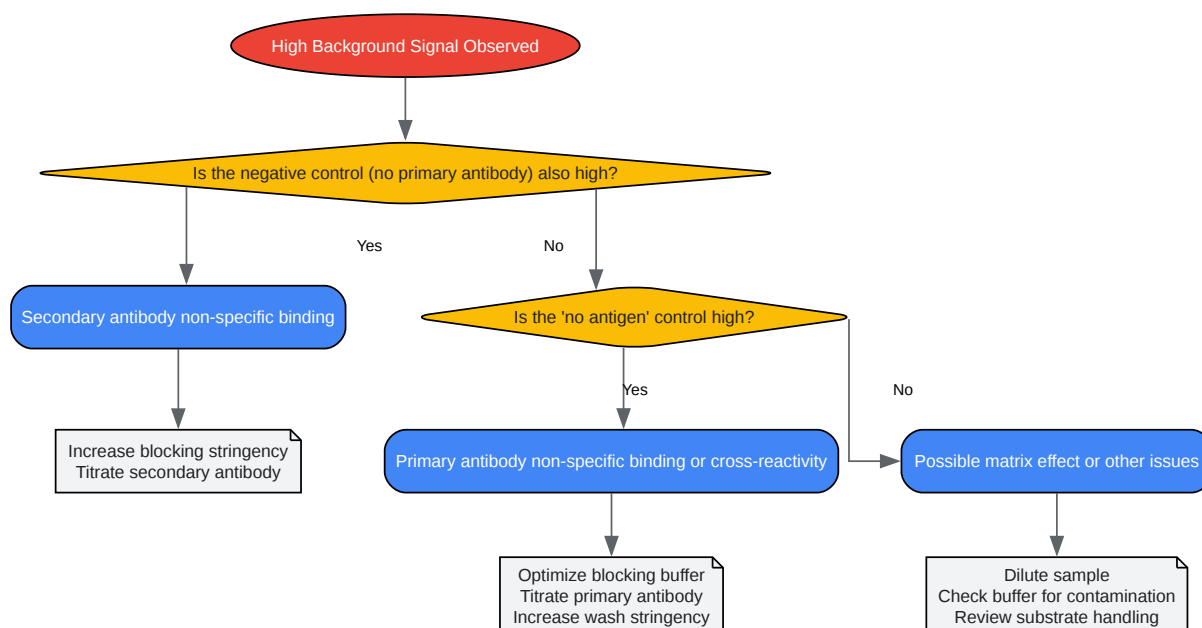 High Background Signal Observed
Is the negative control (no primary antibody) also high?
Yes
No
Secondary antibody non-specific binding
Is the 'no antigen' control high?
Increase blocking stringency
Titrate secondary antibody
Yes
No
Primary antibody non-specific binding or cross-reactivity
Possible matrix effect or other issues
Optimize blocking buffer
Titrate primary antibody
Increase wash stringency
Dilute sample
Check buffer for contamination
Review substrate handling